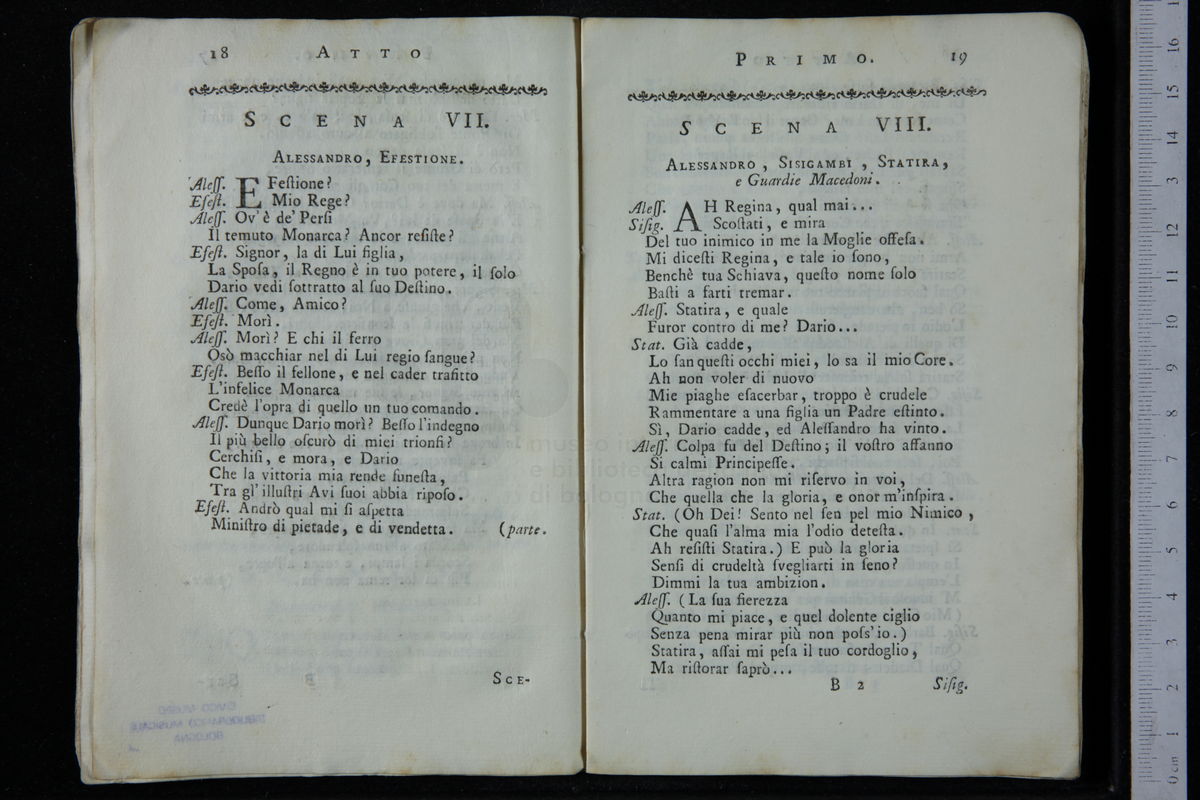 18 ATTO
SCENA VII.
ALESSANDRO, EFESTIONE.
Aleſſ. EFeſtione?
Efeſt. Mio Rege?
Aleſſ. Ov'è de' Perſi
Il temuto Monarca? Ancor reſiſte?
Efeſt. Signor, la di Lui figlia,
La Spoſa, il Regno è in tuo potere, il ſolo
Dario vedi ſottratto al ſuo Deſtino.
Aleſſ. Come, Amico?
Efeſt. Morì.
Aleſſ. Morì? E chi il ferro
Osò macchiar nel di Lui regio ſangue?
Efeſt. Beſſo il fellone, e nel cader trafitto
L'infelice Monarca
Credè l'opra di quello un tuo comando.
Aleſſ. Dunque Dario morì? Beſſo l'indegno
Il più bello oſcurò di miei trionfi?
Cerchiſi, e mora, e Dario
Che la vittoria mia rende funeſta,
Tra gl'illuſtri Avi ſuoi abbia ripoſo.
Efeſt. Andrò qual mi ſi aſpetta
Miniſtro di pietade, e di vendetta. (parte.
SCE-
PRIMO. 19
SCENA VIII.
ALESSANDRO, SISIGAMBI, STATIRA,
e Guardie Macedoni.
Aleſſ. AH Regina, qual mai...
Siſig. Scoſtati, e mira
Del tuo inimico in me la Moglie offeſa.
Mi diceſti Regina, e tale io ſono,
Benchè tua Schiava, queſto nome ſolo
Baſti a farti tremar.
Aleſſ. Statira, e quale
Furor contro di me? Dario...
Stat. Già cadde,
Lo ſan queſti occhi miei, lo sa il mio Core.
Ah non voler di nuovo
Mie piaghe eſacerbar, troppo è crudele
Rammentare a una figlia un Padre eſtinto.
Sì, Dario cadde, ed Aleſſandro ha vinto.
Aleſſ. Colpa fu del Deſtino; il voſtro affanno
Si calmi Principeſſe.
Altra ragion non mi riſervo in voi,
Che quella che la gloria, e onor m'inſpira.
Stat. (Oh Dei! Sento nel ſen pel mio Nimico,
Che quaſi l'alma mia l'odio deteſta.
Ah reſiſti Statira.) E può la gloria
Senſi di crudeltà ſvegliarti in ſeno?
Dimmi la tua ambizion.
Aleſſ. (La ſua fierezza
Quanto mi piace, e quel dolente ciglio
Senza pena mirar più non poſs'io.)
Statira, aſſai mi peſa il tuo cordoglio,
Ma riſtorar ſaprò...
B 2 Siſig.
CIVICO MUSEO
BIBLIOGRAFICO MUSICALE
BOLOGNA